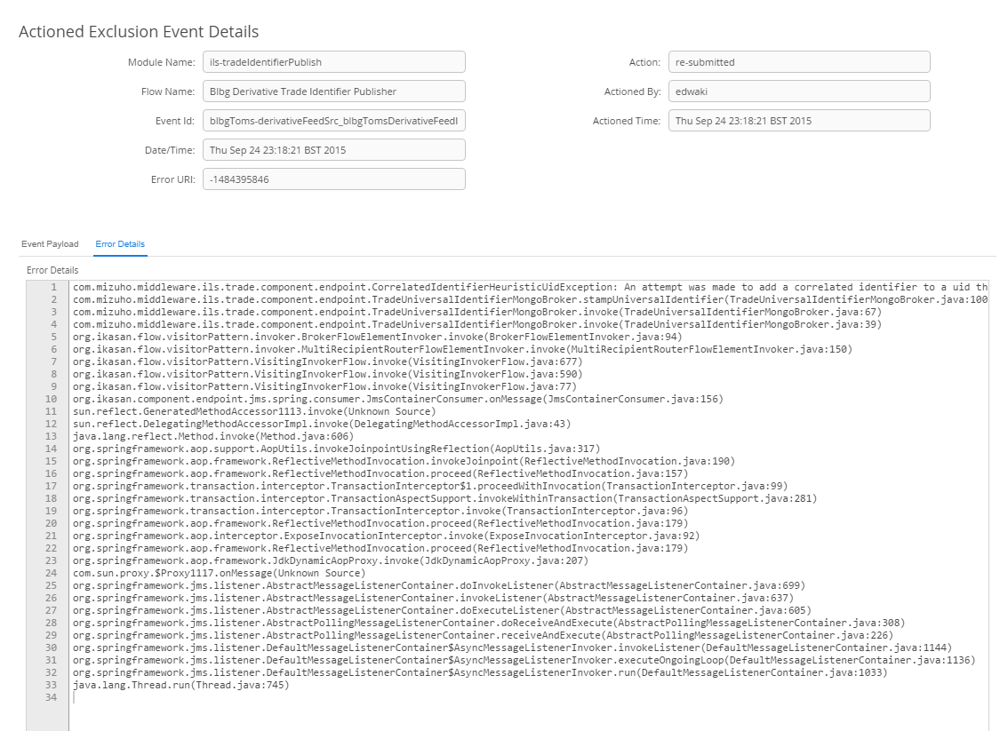 Actioned Exclusion Event Details
Module Name: ils-tradeIdentifierPublish
Action: re-submitted
Flow Name: Blbg Derivative Trade Identifier Publisher
Actioned By: edwaki
Event Id: blbgToms-derivativeFeedSrc_blbgTomsDerivativeFeedI
Actioned Time: Thu Sep 24 23:18:21 BST 2015
Date/Time: Thu Sep 24 23:18:21 BST 2015
Error URI: -1484395846
Event Payload Error Details
Error Details
1 com.mizuho.middleware.ils.trade.component.endpoint.CorrelatedIdentifierHeuristicUidException: An attempt was made to add a correlated identifier to a uid th
2 com.mizuho.middleware.ils.trade.component.endpoint.TradeUniversalIdentifierMongoBroker.stampUniversalIdentifier(TradeUniversalIdentifierMongoBroker.java:100
3 com.mizuho.middleware.ils.trade.component.endpoint.TradeUniversalIdentifierMongoBroker.invoke(TradeUniversalIdentifierMongoBroker.java:67)
4 com.mizuho.middleware.ils.trade.component.endpoint.TradeUniversalIdentifierMongoBroker.invoke(TradeUniversalIdentifierMongoBroker.java:39)
5 org.ikasan.flow.visitorPattern.invoker.BrokerFlowElementInvoker.invoke(BrokerFlowElementInvoker.java:94)
6 org.ikasan.flow.visitorPattern.invoker.MultiRecipientRouterFlowElementInvoker.invoke(MultiRecipientRouterFlowElementInvoker.java:150)
7 org.ikasan.flow.visitorPattern.VisitingInvokerFlow.invoke(VisitingInvokerFlow.java:677)
8 org.ikasan.flow.visitorPattern.VisitingInvokerFlow.invoke(VisitingInvokerFlow.java:590)
9 org.ikasan.flow.visitorPattern.VisitingInvokerFlow.invoke(VisitingInvokerFlow.java:77)
10 org.ikasan.component.endpoint.jms.spring.consumer.JmsContainerConsumer.onMessage(JmsContainerConsumer.java:156)
11 sun.reflect.GeneratedMethodAccessor1113.invoke(Unknown Source)
12 sun.reflect.DelegatingMethodAccessorImpl.invoke(DelegatingMethodAccessorImpl.java:43)
13 java.lang.reflect.Method.invoke(Method.java:606)
14 org.springframework.aop.support.AopUtils.invokeJoinpointUsingReflection(AopUtils.java:317)
15 org.springframework.aop.framework.ReflectiveMethodInvocation.invokeJoinpoint(ReflectiveMethodInvocation.java:190)
16 org.springframework.aop.framework.ReflectiveMethodInvocation.proceed(ReflectiveMethodInvocation.java:157)
17 org.springframework.transaction.interceptor.TransactionInterceptor$1.proceedWithInvocation(TransactionInterceptor.java:99)
18 org.springframework.transaction.interceptor.TransactionAspectSupport.invokeWithinTransaction(TransactionAspectSupport.java:281)
19 org.springframework.transaction.interceptor.TransactionInterceptor.invoke(TransactionInterceptor.java:96)
20 org.springframework.aop.framework.ReflectiveMethodInvocation.proceed(ReflectiveMethodInvocation.java:179)
21 org.springframework.aop.interceptor.ExposeInvocationInterceptor.invoke(ExposeInvocationInterceptor.java:92)
22 org.springframework.aop.framework.ReflectiveMethodInvocation.proceed(ReflectiveMethodInvocation.java:179)
23 org.springframework.aop.framework.JdkDynamicAopProxy.invoke(JdkDynamicAopProxy.java:207)
24 com.sun.proxy.$Proxy1117.onMessage(Unknown Source)
25 org.springframework.jms.listener.AbstractMessageListenerContainer.doInvokeListener(AbstractMessageListenerContainer.java:699)
26 org.springframework.jms.listener.AbstractMessageListenerContainer.invokeListener(AbstractMessageListenerContainer.java:637)
27 org.springframework.jms.listener.AbstractMessageListenerContainer.doExecuteListener(AbstractMessageListenerContainer.java:605)
28 org.springframework.jms.listener.AbstractPollingMessageListenerContainer.doReceiveAndExecute(AbstractPollingMessageListenerContainer.java:308)
29 org.springframework.jms.listener.AbstractPollingMessageListenerContainer.receiveAndExecute(AbstractPollingMessageListenerContainer.java:226)
30 org.springframework.jms.listener.DefaultMessageListenerContainer$AsyncMessageListenerInvoker.invokeListener(DefaultMessageListenerContainer.java:1144)
31 org.springframework.jms.listener.DefaultMessageListenerContainer$AsyncMessageListenerInvoker.executeOngoingLoop(DefaultMessageListenerContainer.java:1136)
32 org.springframework.jms.listener.DefaultMessageListenerContainer$AsyncMessageListenerInvoker.run(DefaultMessageListenerContainer.java:1033)
33 java.lang.Thread.run(Thread.java:745)
34